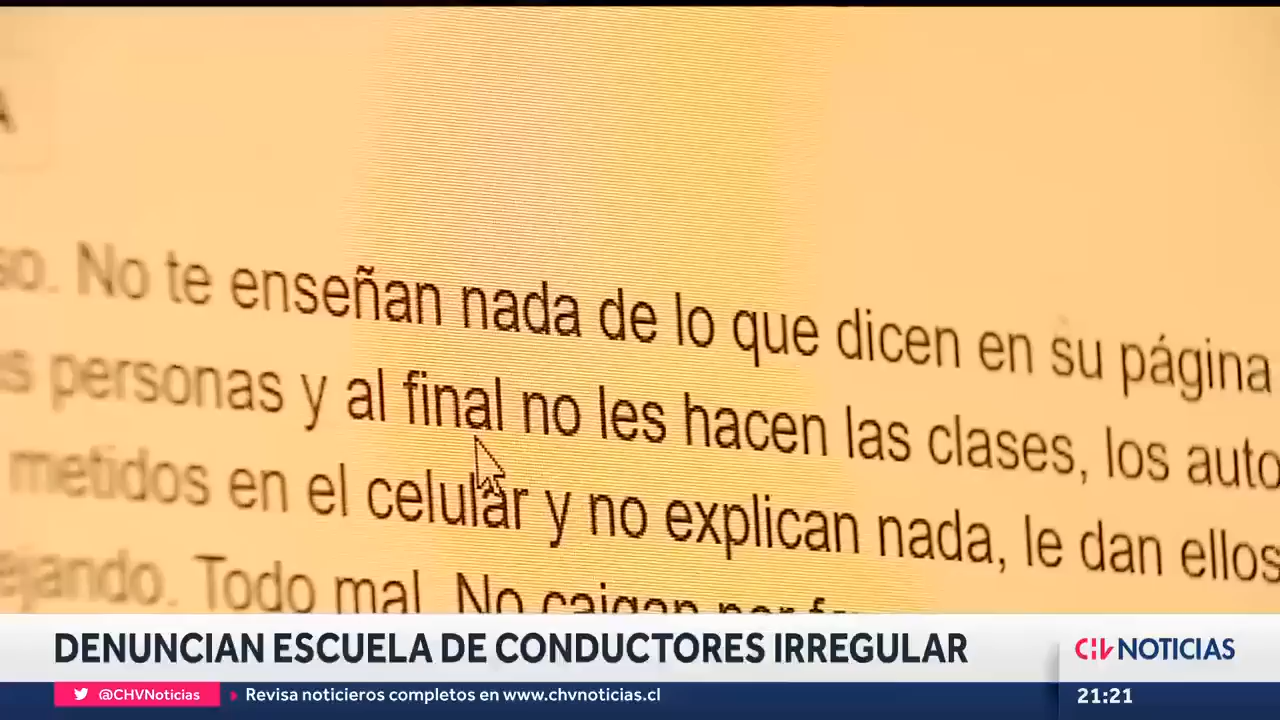 so. No te enseñan nada de lo que dicen en su página
personas y al final no les hacen las clases, los auto
metidos en el celular y no explican nada, le dan ellos
ejando. Todo mal. No caigan por
DENUNCIAN ESCUELA DE CONDUCTORES IRREGULAR
CHV NOTICIAS
@CHVNoticias
Revisa noticieros completos en www.chvnoticias.cl
21:21